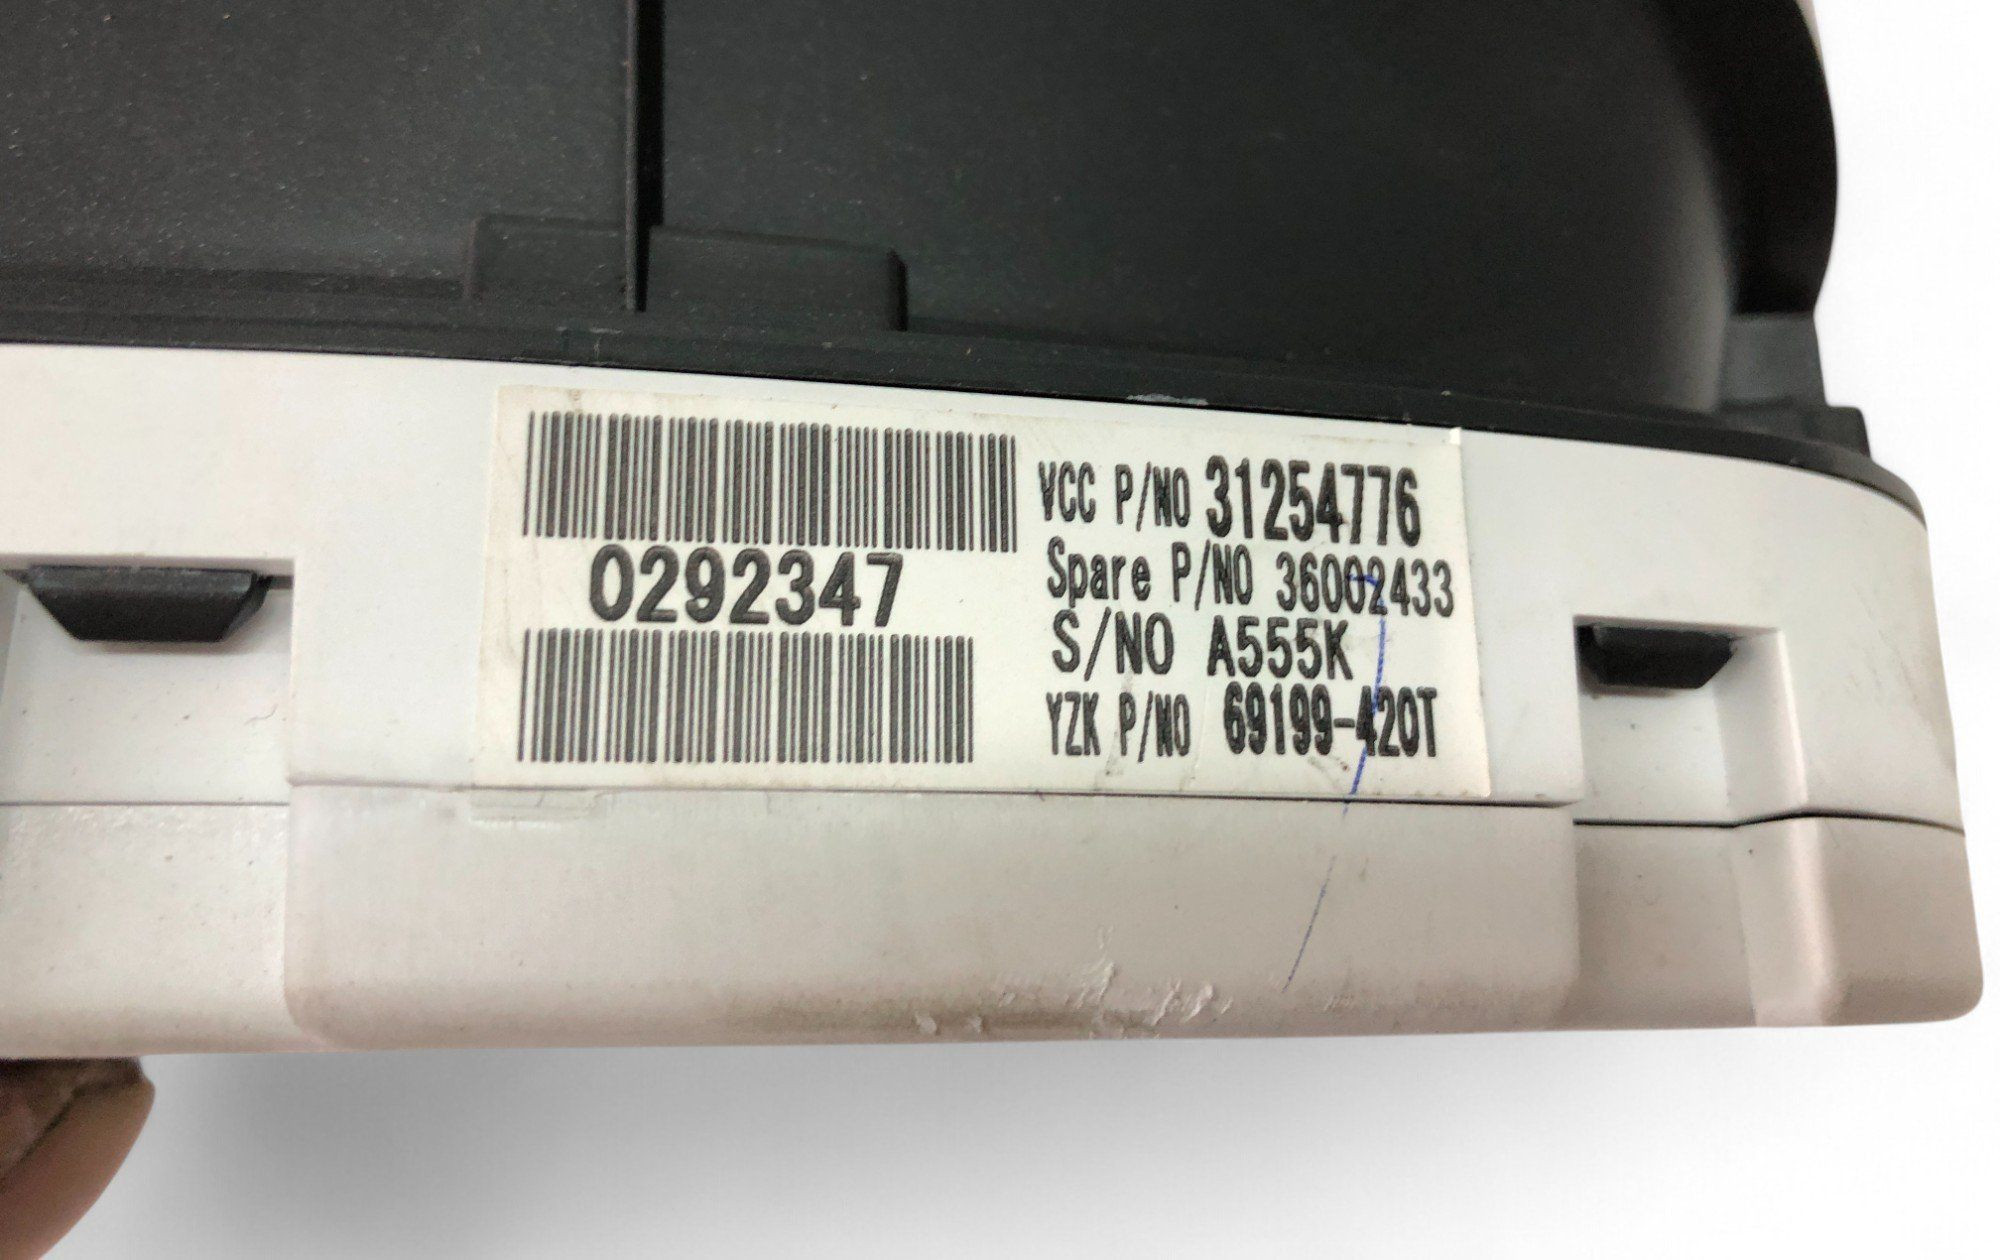 0292347
VCC P/NO 31254776
Spare P/NO 36002433
S/NO A555K
YZK P/NO 69199-420T